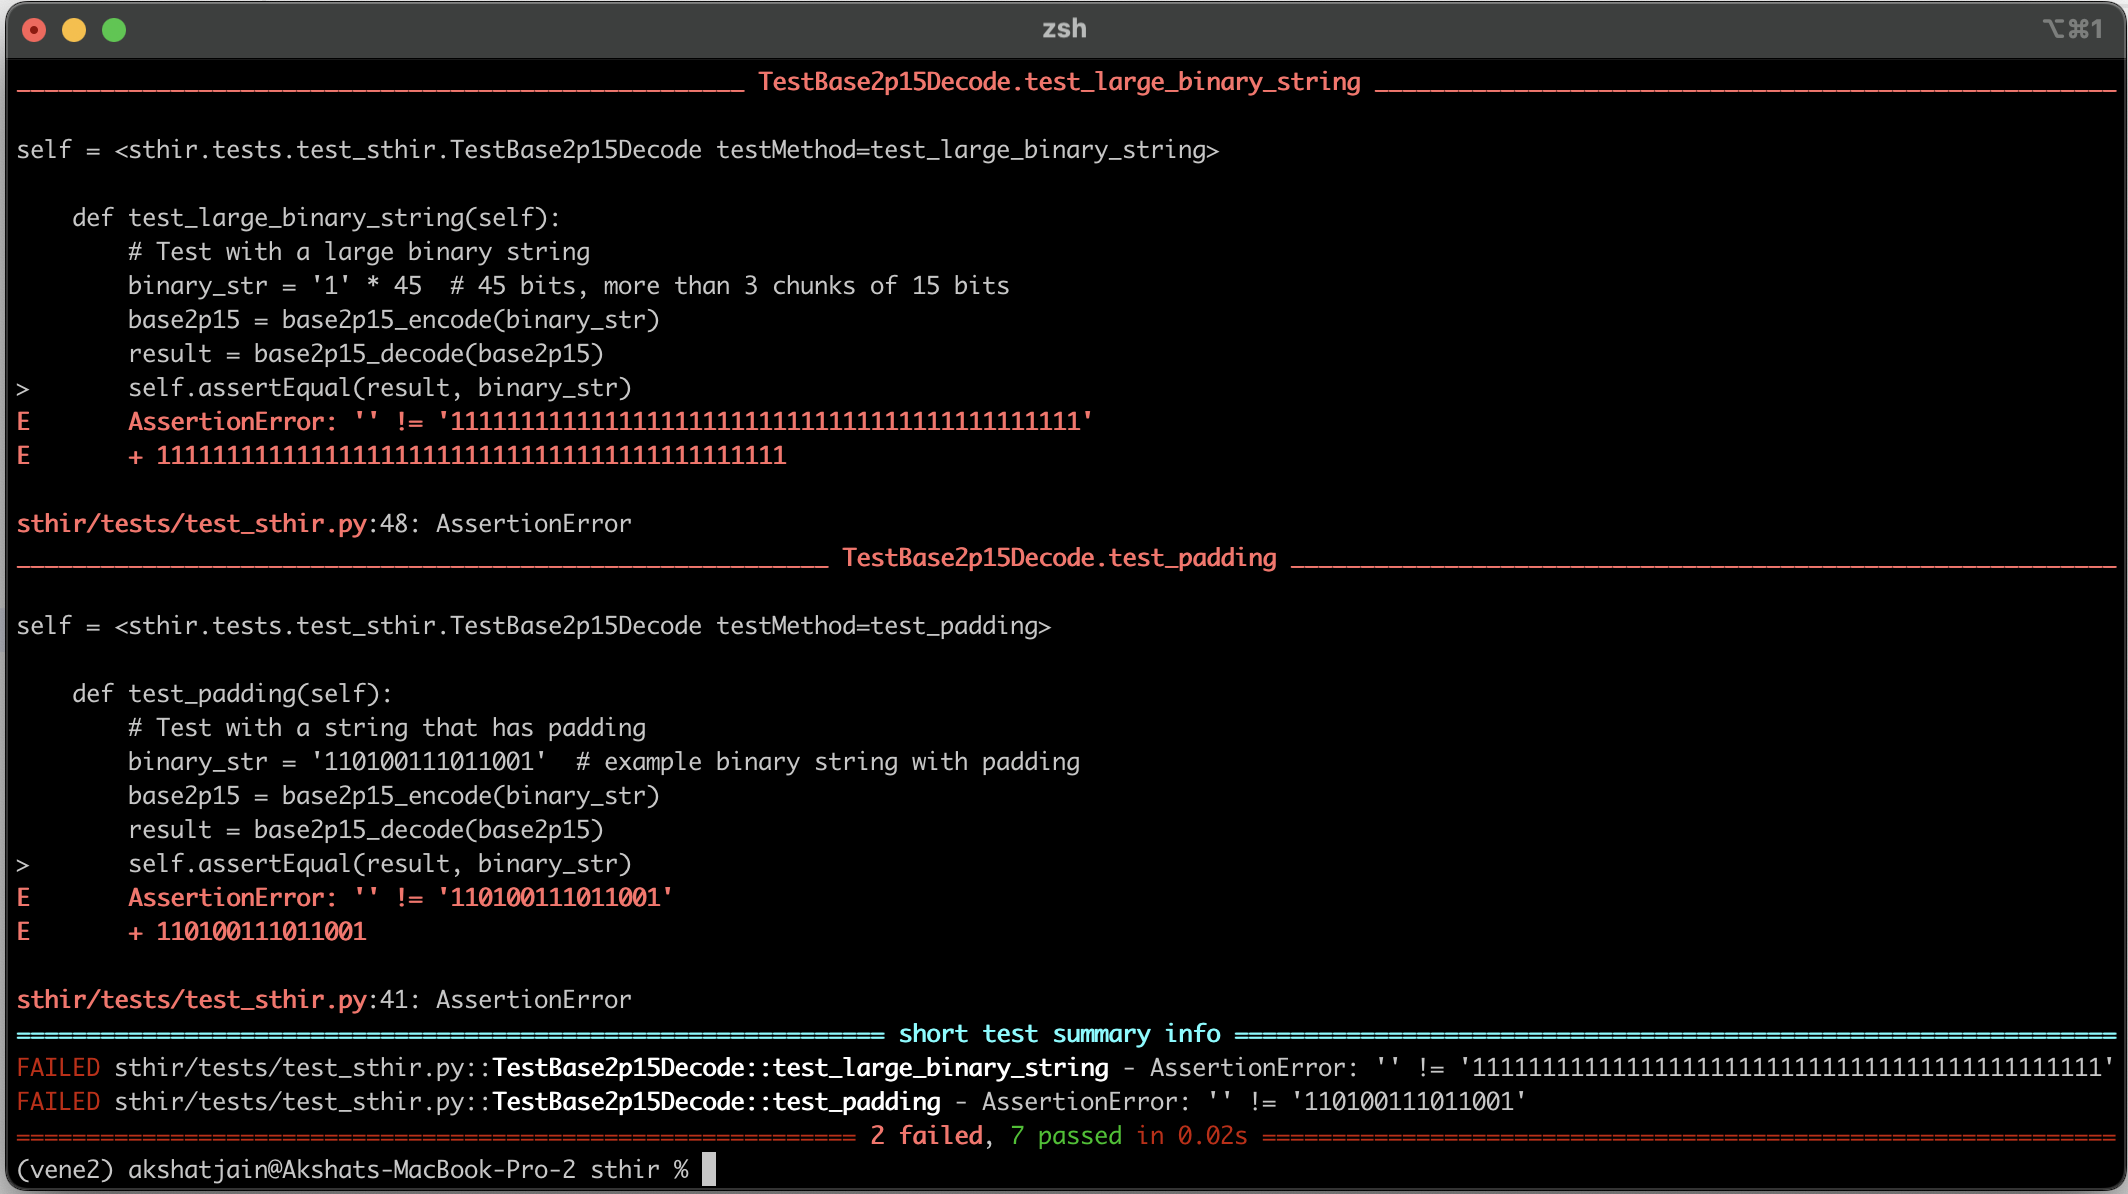 zsh
⌥⌘1
TestBase2p15Decode.test_large_binary_string
self = <sthir.tests.test_sthir.TestBase2p15Decode testMethod=test_large_binary_string>
def test_large_binary_string(self):
# Test with a large binary string
binary_str = '1' * 45  # 45 bits, more than 3 chunks of 15 bits
base2p15 = base2p15_encode(binary_str)
result = base2p15_decode(base2p15)
>       self.assertEqual(result, binary_str)
E       AssertionError: '' != '111111111111111111111111111111111111111111111'
E       + 111111111111111111111111111111111111111111111
sthir/tests/test_sthir.py:48: AssertionError
TestBase2p15Decode.test_padding
self = <sthir.tests.test_sthir.TestBase2p15Decode testMethod=test_padding>
def test_padding(self):
# Test with a string that has padding
binary_str = '110100111011001'  # example binary string with padding
base2p15 = base2p15_encode(binary_str)
result = base2p15_decode(base2p15)
>       self.assertEqual(result, binary_str)
E       AssertionError: '' != '110100111011001'
E       + 110100111011001
sthir/tests/test_sthir.py:41: AssertionError
short test summary info
FAILED sthir/tests/test_sthir.py::TestBase2p15Decode::test_large_binary_string - AssertionError: '' != '111111111111111111111111111111111111111111111'
FAILED sthir/tests/test_sthir.py::TestBase2p15Decode::test_padding - AssertionError: '' != '110100111011001'
2 failed, 7 passed in 0.02s
(vene2) akshatjain@Akshats-MacBook-Pro-2 sthir %